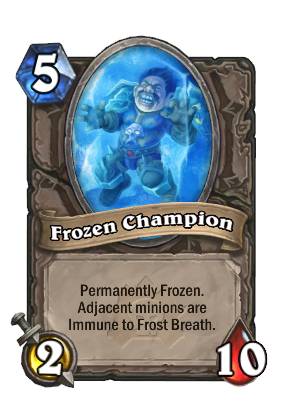 5
Frozen Champion
Permanently Frozen.
Adjacent minions are
Immune to Frost Breath.
2
10